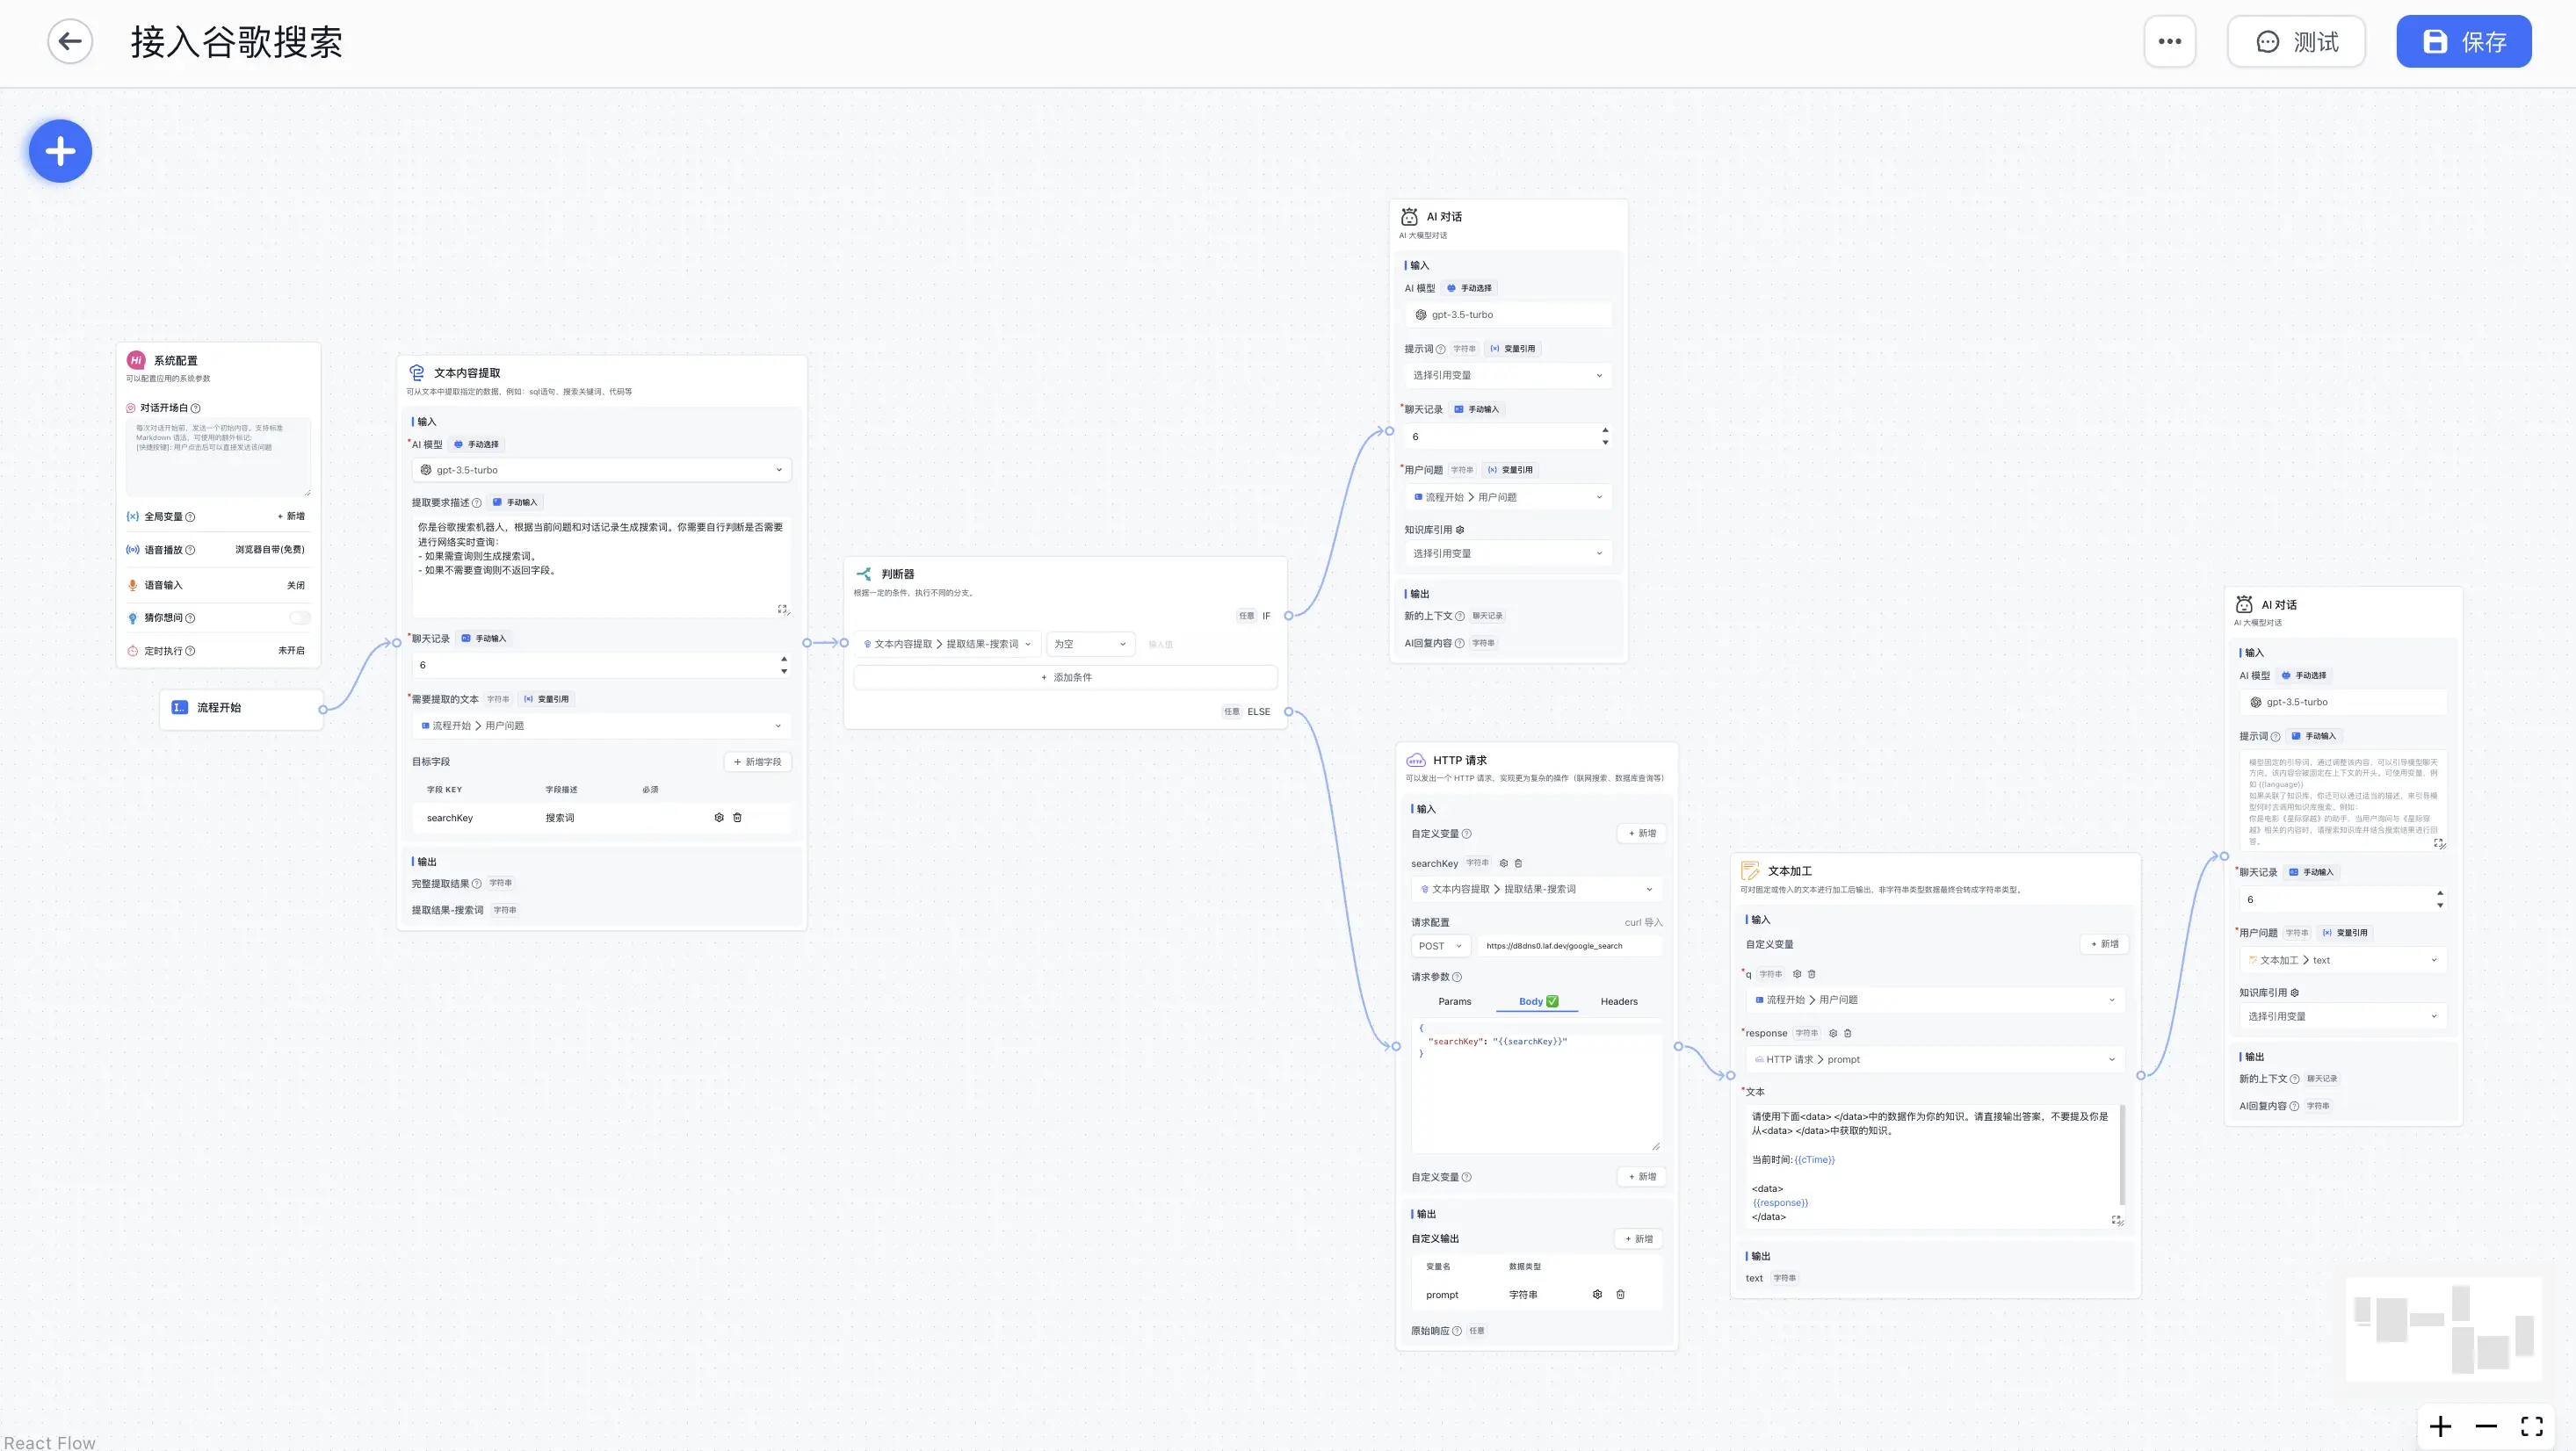 接入谷歌搜索
测试
保存
系统配置
可以配置应用的系统参数
对话开场白
每次对话开始前，发送一个初始内容。支持标准
Markdown 语法，可使用的额外标记:
[快捷按键]: 用户点击后可以直接发送该问题
全局变量
+ 新增
语音播放
浏览器自带(免费)
语音输入
关闭
猜你想问
定时执行
未开启
流程开始
文本内容提取
可从文本中提取指定的数据，例如：sql语句、搜索关键词、代码等
输入
*AI 模型
手动选择
gpt-3.5-turbo
提取要求描述
手动输入
你是谷歌搜索机器人，根据当前问题和对话记录生成搜索词。你需要自行判断是否需要
进行网络实时查询：
- 如果需查询则生成搜索词。
- 如果不需要查询则不返回字段。
*聊天记录
手动输入
6
*需要提取的文本
字符串
变量引用
流程开始 > 用户问题
目标字段
+ 新增字段
字段 KEY
字段描述
必须
searchKey
搜索词
输出
完整提取结果
字符串
提取结果-搜索词
字符串
判断器
根据一定的条件，执行不同的分支。
任意
IF
文本内容提取 > 提取结果-搜索词
为空
输入值
+ 添加条件
任意
ELSE
AI 对话
AI 大模型对话
输入
AI 模型
手动选择
gpt-3.5-turbo
提示词
字符串
变量引用
选择引用变量
*聊天记录
手动输入
6
*用户问题
字符串
变量引用
流程开始 > 用户问题
知识库引用
选择引用变量
输出
新的上下文
聊天记录
AI回复内容
字符串
HTTP 请求
可以发出一个 HTTP 请求，实现更为复杂的操作（联网搜索、数据库查询等）
输入
自定义变量
+ 新增
searchKey
字符串
文本内容提取 > 提取结果-搜索词
请求配置
curl 导入
POST
https://d8dns0.laf.dev/google_search
请求参数
Params
Body ✅
Headers
{
"searchKey": "{{searchKey}}"
}
自定义变量
+ 新增
输出
自定义输出
+ 新增
变量名
数据类型
prompt
字符串
原始响应
任意
文本加工
可对固定或传入的文本进行加工后输出，非字符串类型数据最终会转成字符串类型。
输入
自定义变量
+ 新增
*q
字符串
流程开始 > 用户问题
*response
字符串
HTTP 请求 > prompt
*文本
请使用下面<data> </data>中的数据作为你的知识。请直接输出答案，不要提及你是
从<data> </data>中获取的知识。
当前时间:{{cTime}}
<data>
{{response}}
</data>
输出
text
字符串
AI 对话
AI 大模型对话
输入
AI 模型
手动选择
gpt-3.5-turbo
提示词
手动输入
模型固定的引导词，通过调整该内容，可以引导模型聊天
方向。该内容会被固定在上下文的开头。可使用变量，例
如 {{language}}
如果关联了知识库，你还可以通过适当的描述，来引导模
型何时去调用知识库搜索。例如：
你是电影《星际穿越》的助手，当用户询问与《星际穿
越》相关的内容时，请搜索知识库并结合搜索结果进行回
答。
*聊天记录
手动输入
6
*用户问题
字符串
变量引用
文本加工 > text
知识库引用
选择引用变量
输出
新的上下文
聊天记录
AI回复内容
字符串
React Flow